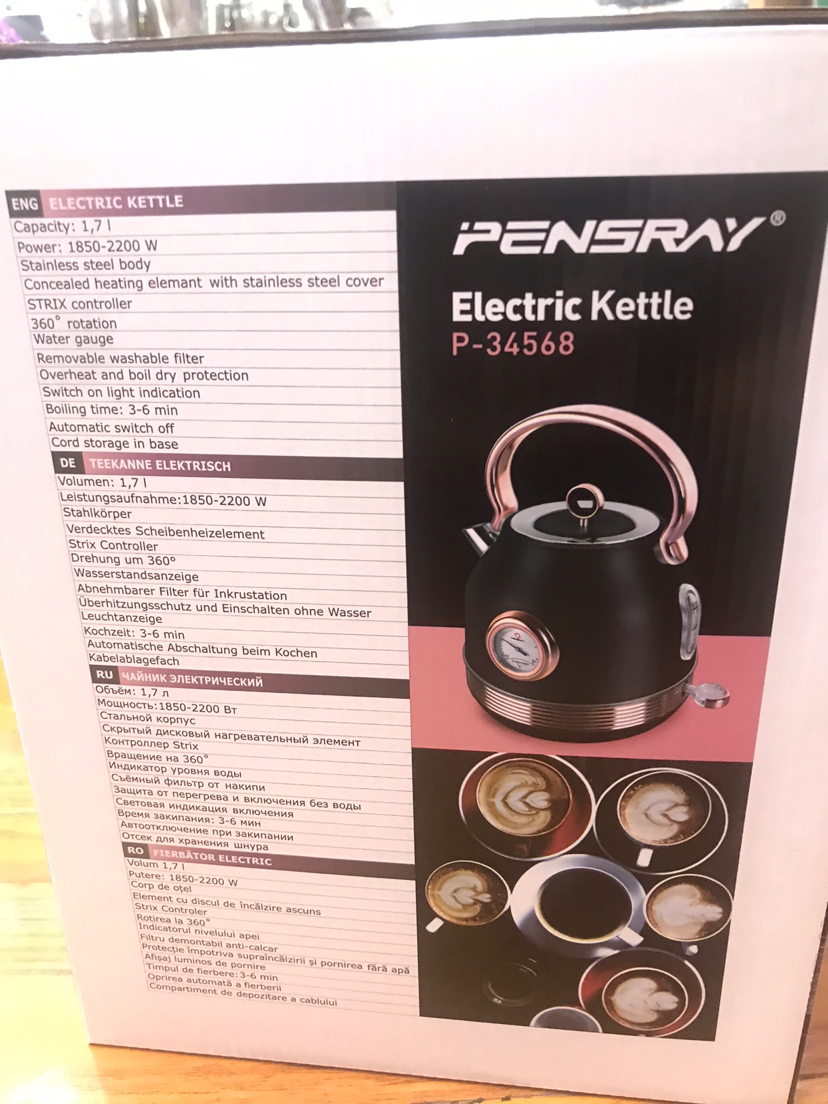 ENG ELECTRIC KETTLE
Capacity: 1,7 l
Power: 1850-2200 W
Stainless steel body
Concealed heating elemant with stainless steel cover
STRIX controller
360° rotation
Water gauge
Removable washable filter
Overheat and boil dry protection
Switch on light indication
Boiling time: 3-6 min
Automatic switch off
Cord storage in base
DE TEEKANNE ELEKTRISCH
Volumen: 1,7 l
Leistungsaufnahme:1850-2200 W
Stahlkörper
Verdecktes Scheibenheizelement
Strix Controller
Drehung um 360°
Wasserstandsanzeige
Abnehmbarer Filter für Inkrustation
Überhitzungsschutz und Einschalten ohne Wasser
Leuchtanzeige
Kochzeit: 3-6 min
Automatische Abschaltung beim Kochen
Kabelablagefach
RU ЧАЙНИК ЭЛЕКТРИЧЕСКИЙ
Объём: 1,7 л
Мощность:1850-2200 Вт
Стальной корпус
Скрытый дисковый нагревательный элемент
Контроллер Strix
Вращение на 360°
Индикатор уровня воды
Съёмный фильтр от накипи
Защита от перегрева и включения без воды
Световая индикация включения
Время закипания: 3-6 мин
Автоотключение при закипании
Отсек для хранения шнура
RO FIERBĂTOR ELECTRIC
Volum 1,7 l
Putere: 1850-2200 W
Corp de oțel
Element cu discul de încălzire ascuns
Strix Controler
Rotirea la 360°
Indicatorul nivelului apei
Filtru demontabil anti-calcar
Protecție împotriva supraîncălzirii și pornirea fără apă
Afișaj luminos de pornire
Timpul de fierbere:3-6 min
Oprirea automată a fierberii
Compartiment de depozitare a cablului
PENSRAY®
Electric Kettle
P-34568